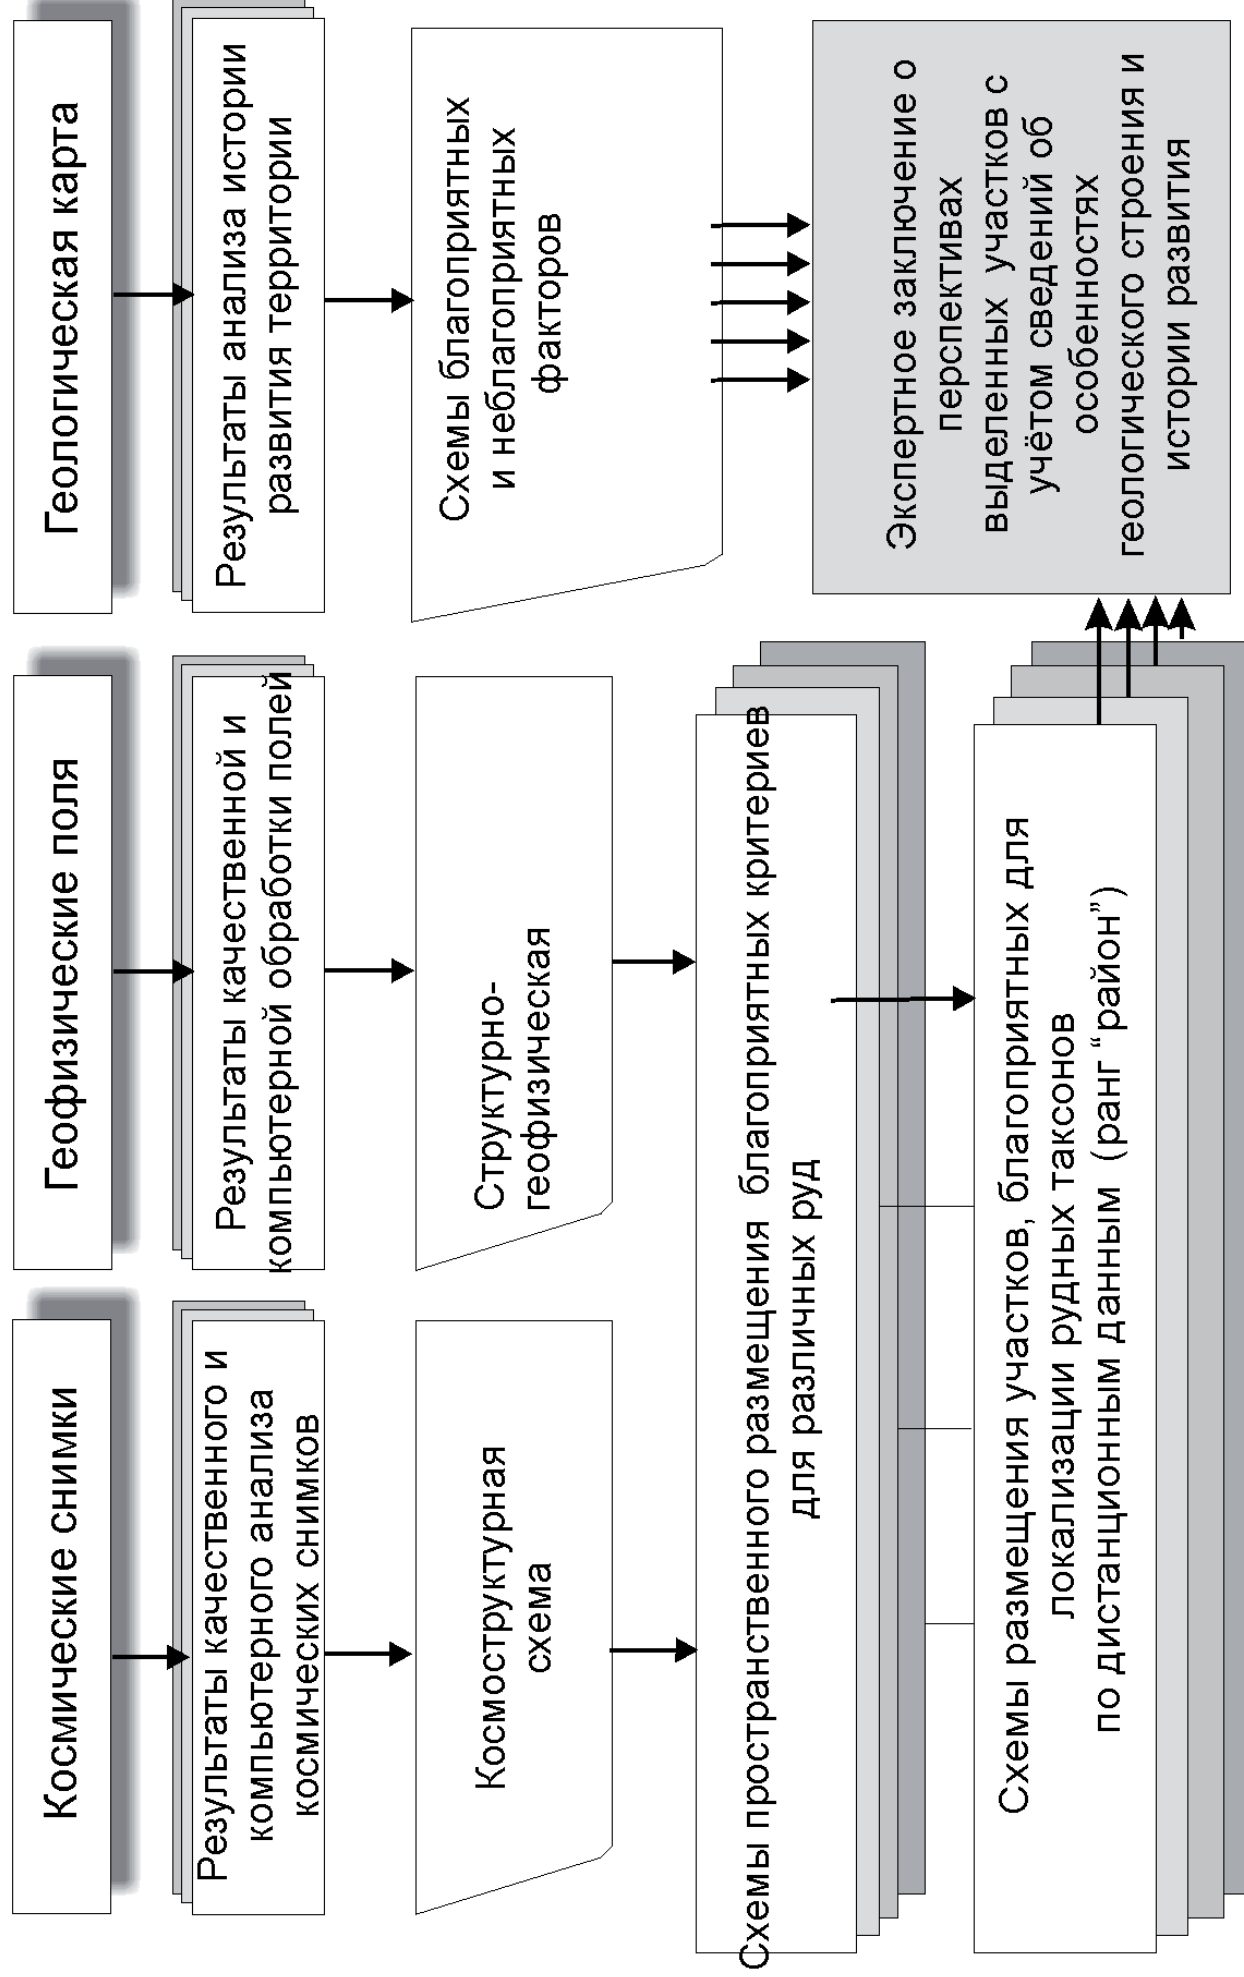 Космические снимки
Геофизические поля
Геологическая карта
Результаты качественного и
компьютерного анализа
космических снимков
Результаты качественной и
компьютерной обработки полей
Результаты анализа истории
развития территории
Космоструктурная
схема
Структурно-
геофизическая
Схемы благоприятных
и неблагоприятных
факторов
Схемы пространственного размещения благоприятных критериев
для различных руд
Схемы размещения участков, благоприятных для
локализации рудных таксонов
по дистанционным данным (ранг “район”)
Экспертное заключение о
перспективах
выделенных участков с
учётом сведений об
особенностях
геологического строения и
истории развития